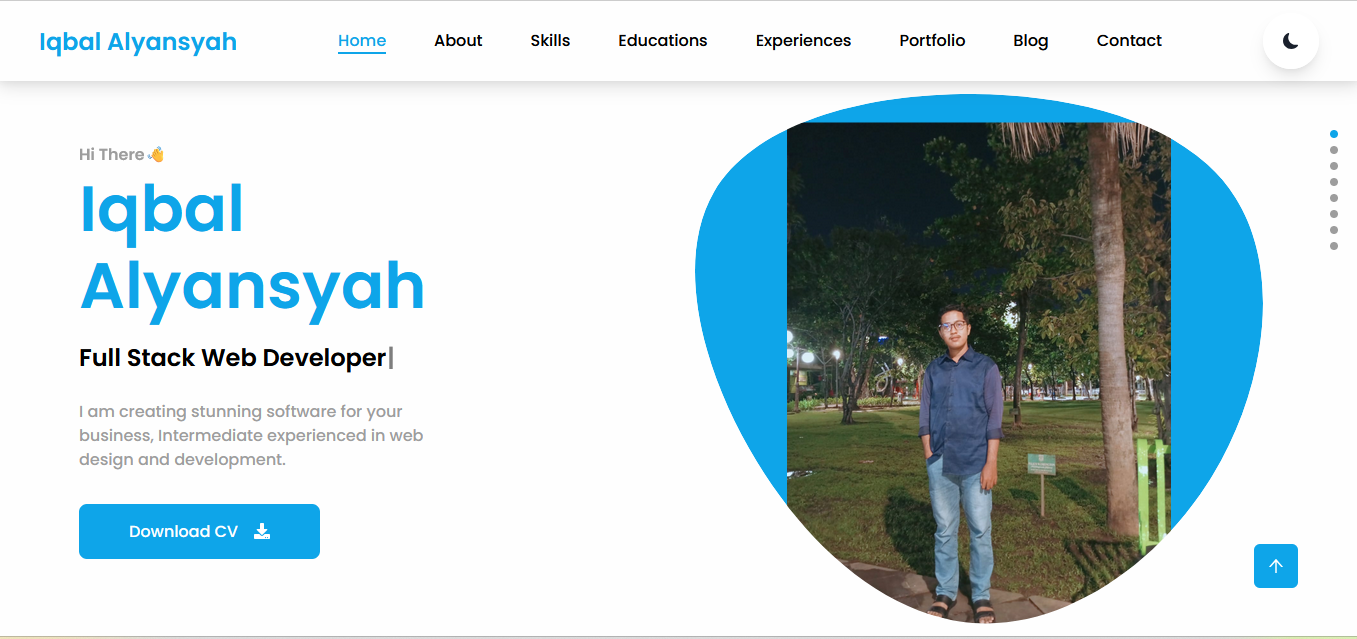 Iqbal Alyansyah
Home About Skills Educations Experiences Portfolio Blog Contact
Hi There👋
Iqbal
Alyansyah
Full Stack Web Developer|
I am creating stunning software for your
business, Intermediate experienced in web
design and development.
Download CV